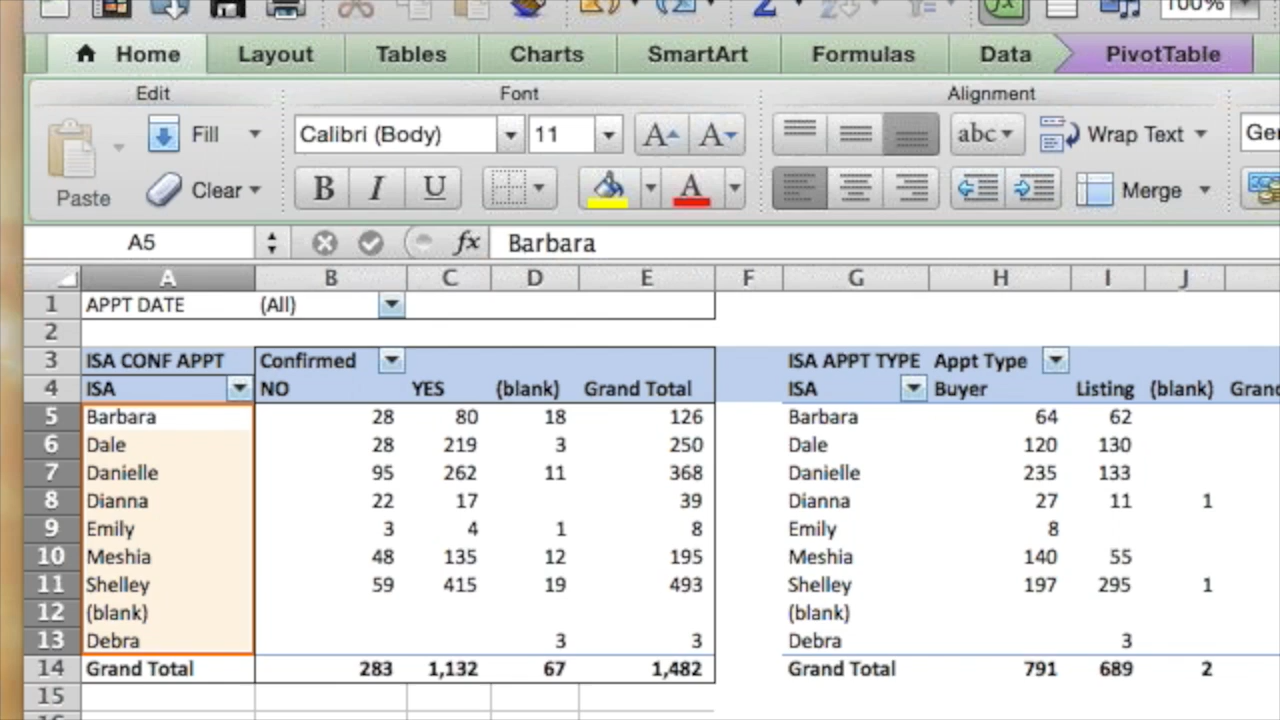 100%
Home Layout Tables Charts SmartArt Formulas Data PivotTable
Edit Font Alignment
Fill Calibri (Body) 11 A A abc Wrap Text
Paste Clear B I U A Merge
A5 fx Barbara
A B C D E F G H I J
1 APPT DATE (All)
2
3 ISA CONF APPT Confirmed ISA APPT TYPE Appt Type
4 ISA NO YES (blank) Grand Total ISA Buyer Listing (blank)
5 Barbara 28 80 18 126 Barbara 64 62
6 Dale 28 219 3 250 Dale 120 130
7 Danielle 95 262 11 368 Danielle 235 133
8 Dianna 22 17 39 Dianna 27 11 1
9 Emily 3 4 1 8 Emily 8
10 Meshia 48 135 12 195 Meshia 140 55
11 Shelley 59 415 19 493 Shelley 197 295 1
12 (blank) (blank)
13 Debra 3 3 Debra 3
14 Grand Total 283 1,132 67 1,482 Grand Total 791 689 2
15